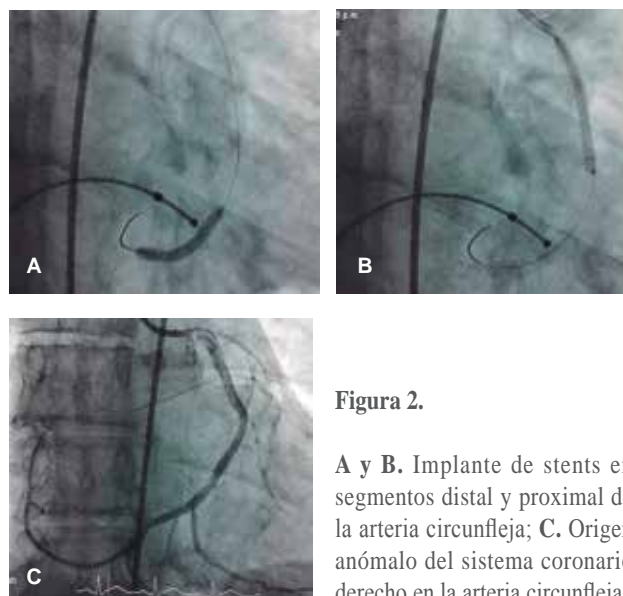 p.m.
A
B
C
Figura 2.
A y B. Implante de stents en
segmentos distal y proximal de
la arteria circunfleja; C. Origen
anómalo del sistema coronario
derecho en la arteria circunfleja.